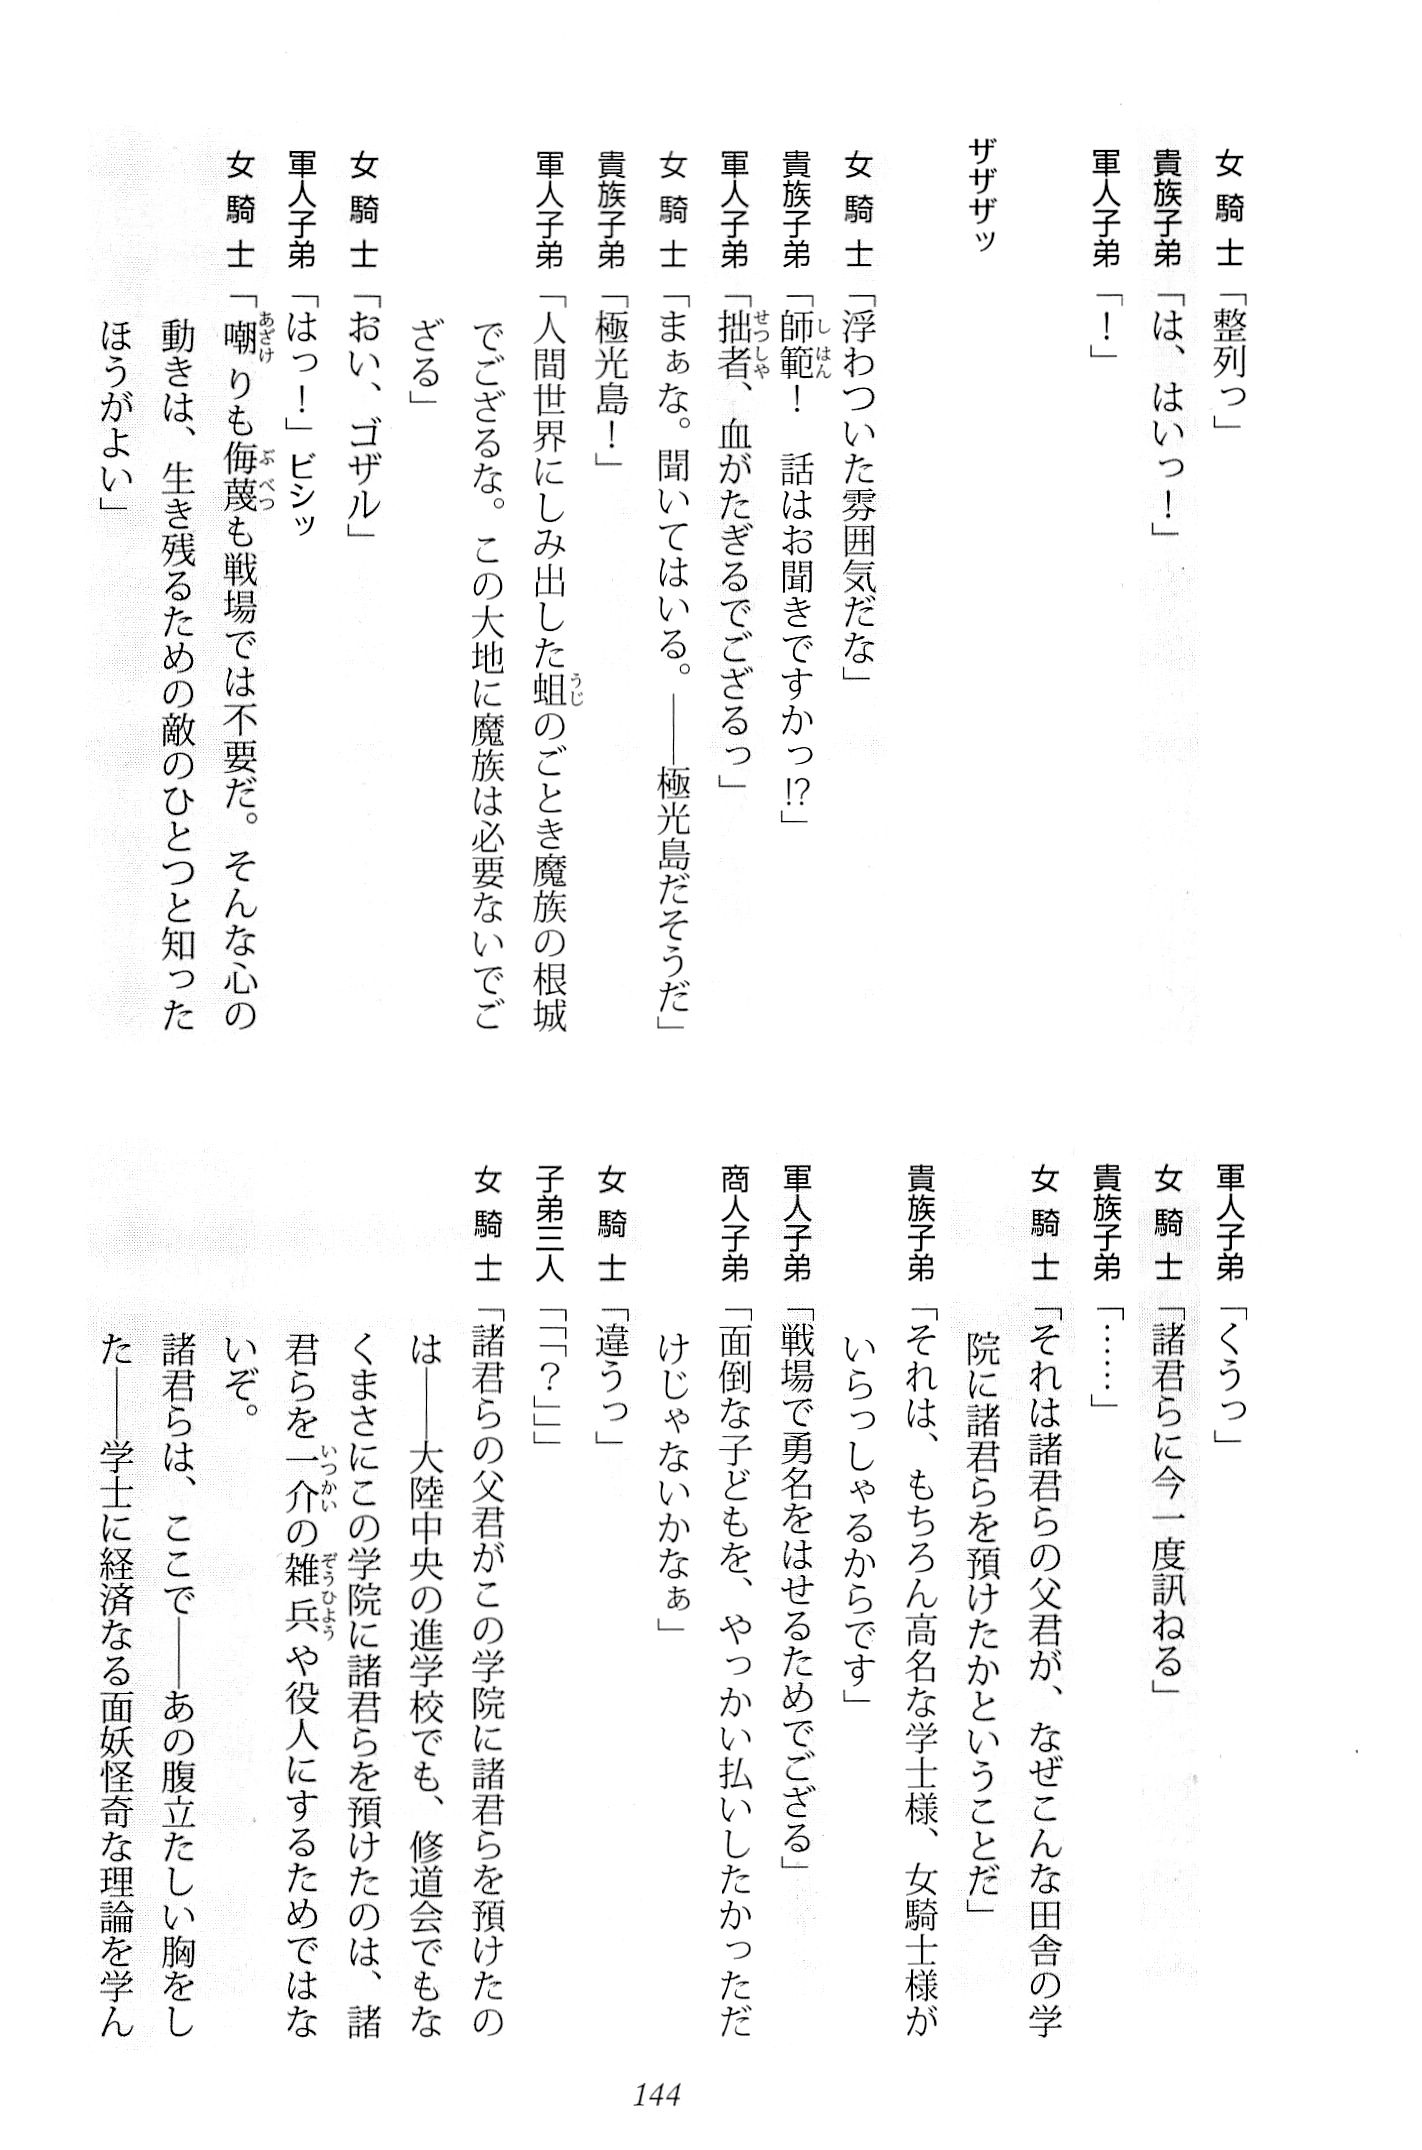 女騎士「整列っ」
貴族子弟「は、はいっ！」
軍人子弟「！」
ザザザッ
女騎士「浮わついた雰囲気だな」
貴族子弟「師範！　話はお聞きですかっ!?」
軍人子弟「拙者、血がたぎるでござるっ」
女騎士「まぁな。聞いてはいる。――極光島だそうだ」
貴族子弟「極光島！」
軍人子弟「人間世界にしみ出した蛆のごとき魔族の根城
でござるな。この大地に魔族は必要ないでご
ざる」
女騎士「おい、ゴザル」
軍人子弟「はっ！」ビシッ
女騎士「嘲りも侮蔑も戦場では不要だ。そんな心の
動きは、生き残るための敵のひとつと知った
ほうがよい」
軍人子弟「くうっ」
女騎士「諸君らに今一度訊ねる」
貴族子弟「……」
女騎士「それは諸君らの父君が、なぜこんな田舎の学
院に諸君らを預けたかということだ」
貴族子弟「それは、もちろん高名な学士様、女騎士様が
いらっしゃるからです」
軍人子弟「戦場で勇名をはせるためでござる」
商人子弟「面倒な子どもを、やっかい払いしたかっただ
けじゃないかなぁ」
女騎士「違うっ」
子弟三人「「「？」」」
女騎士「諸君らの父君がこの学院に諸君らを預けたの
は――大陸中央の進学校でも、修道会でもな
くまさにこの学院に諸君らを預けたのは、諸
君らを一介の雑兵や役人にするためではな
いぞ。
諸君らは、ここで――あの腹立たしい胸をし
た――学士に経済なる面妖怪奇な理論を学ん
144